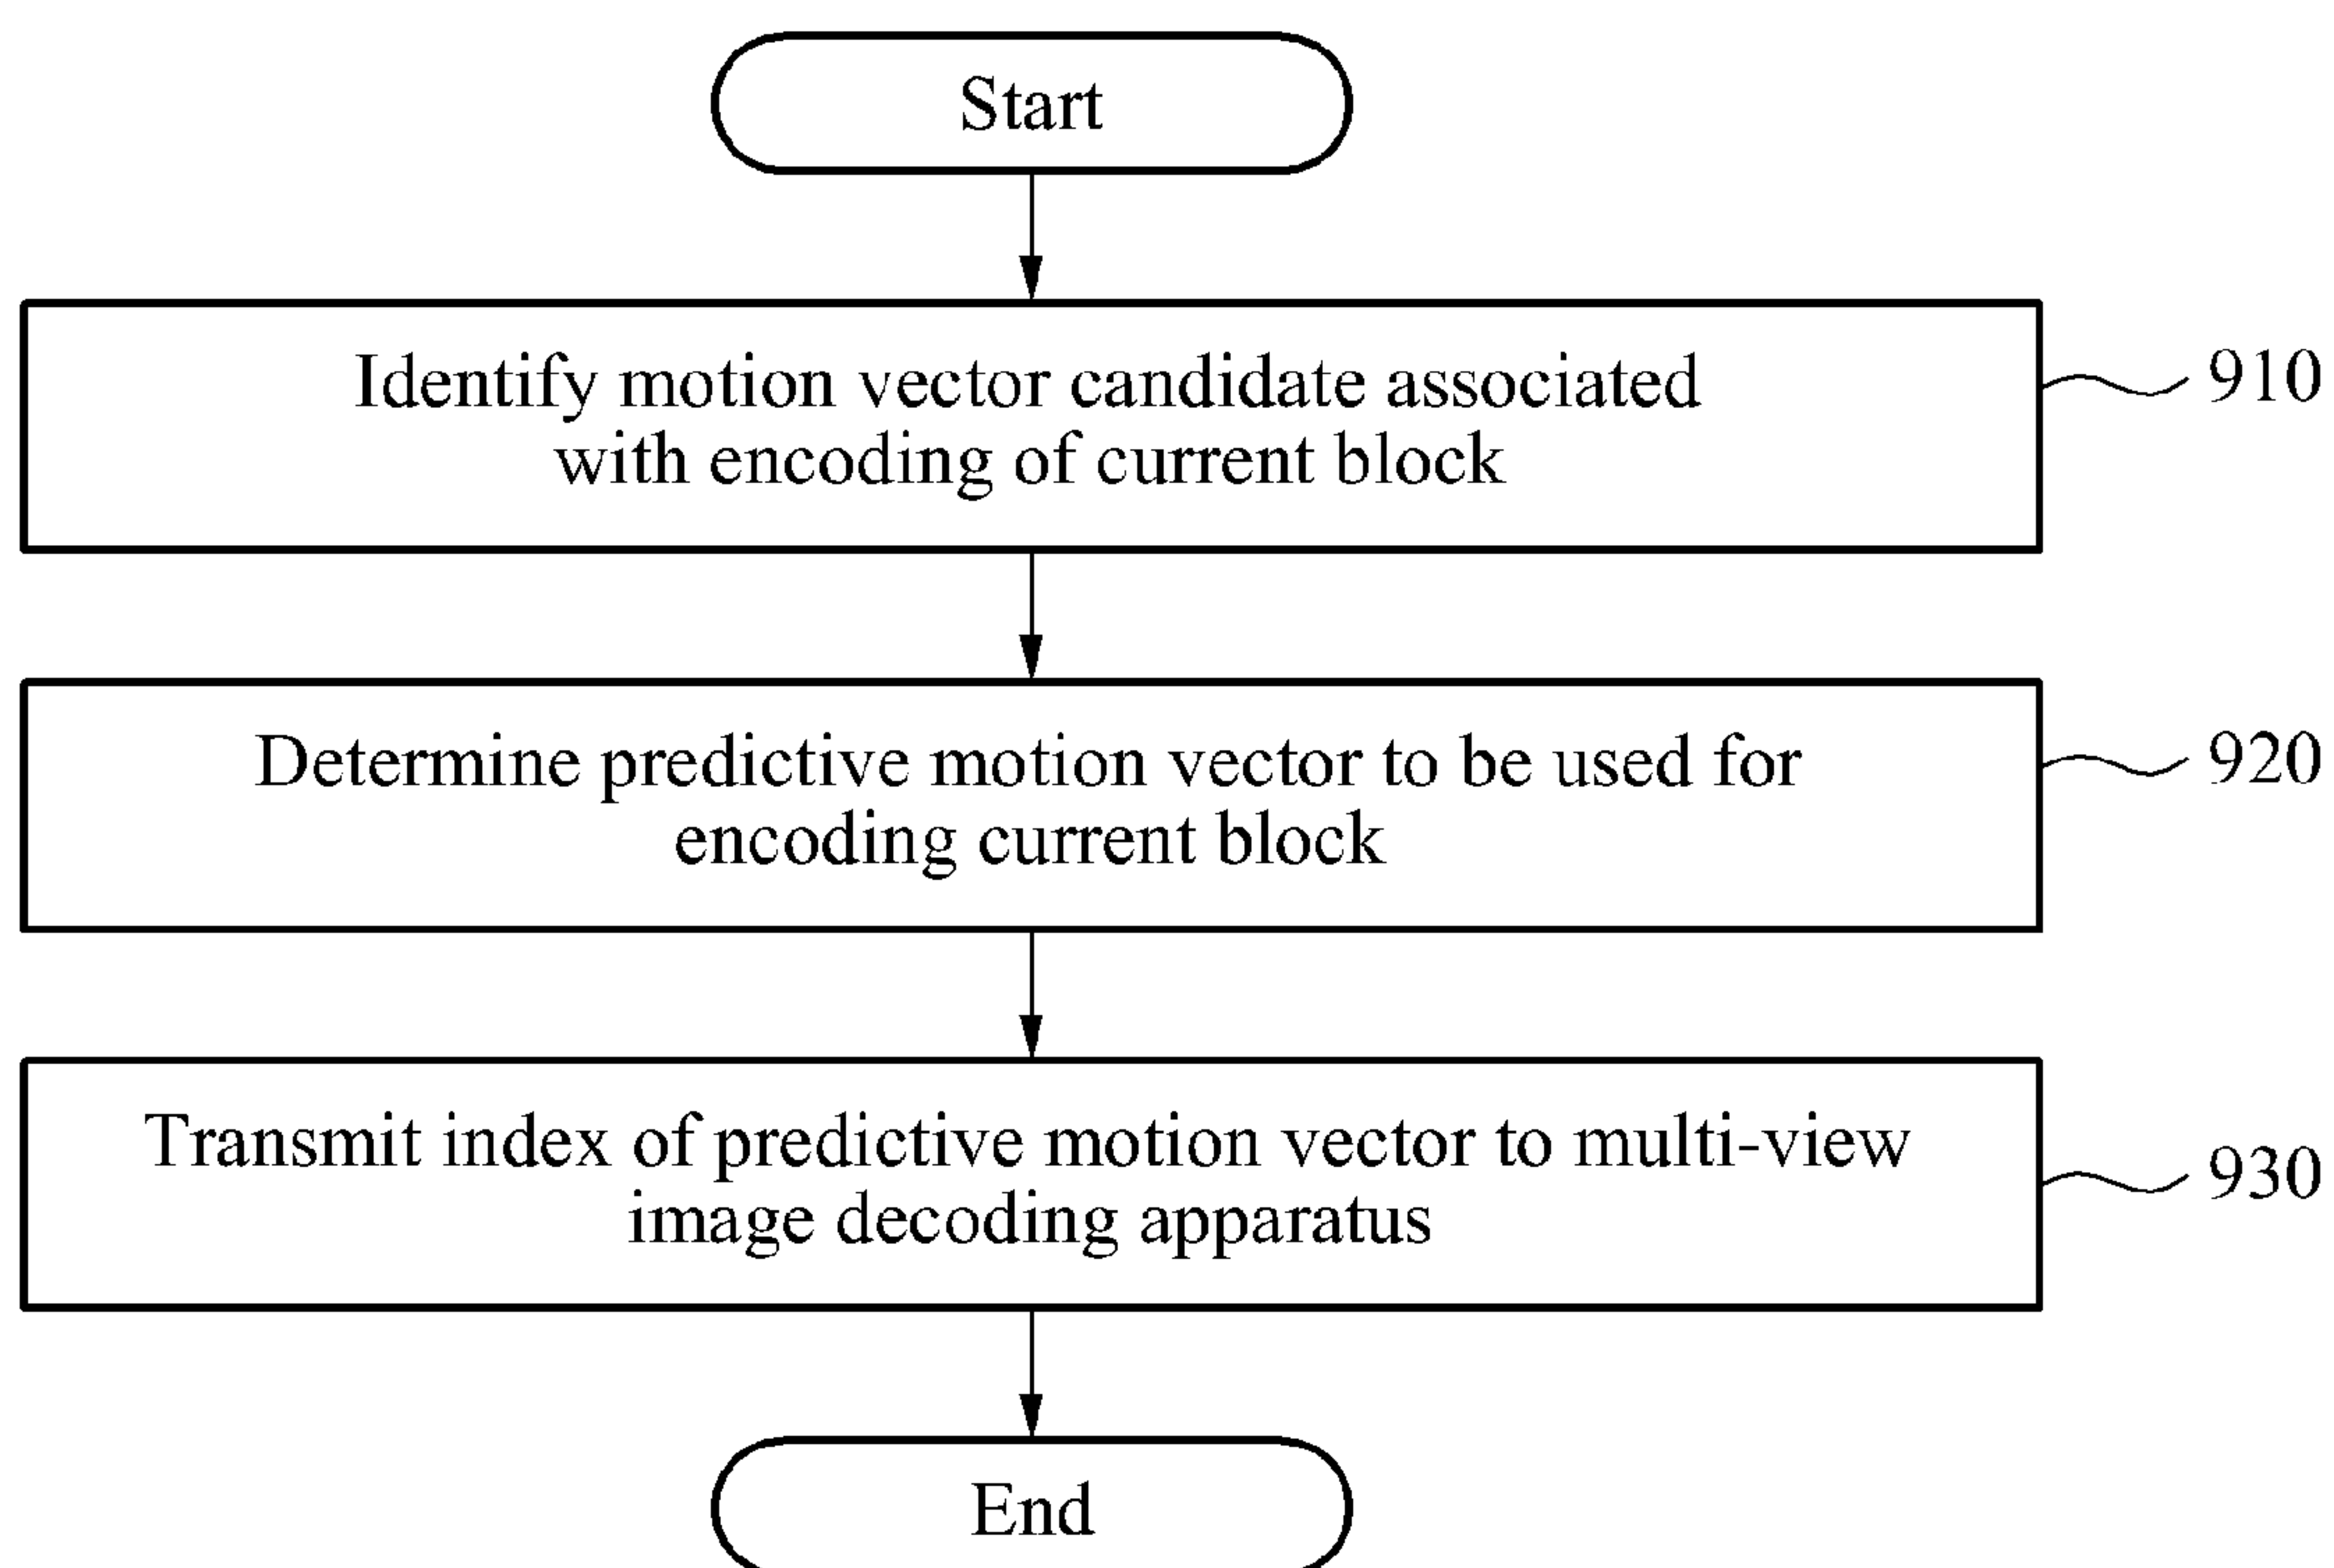 Start
Identify motion vector candidate associated
with encoding of current block
910
Determine predictive motion vector to be used for
encoding current block
920
Transmit index of predictive motion vector to multi-view
image decoding apparatus
930
End